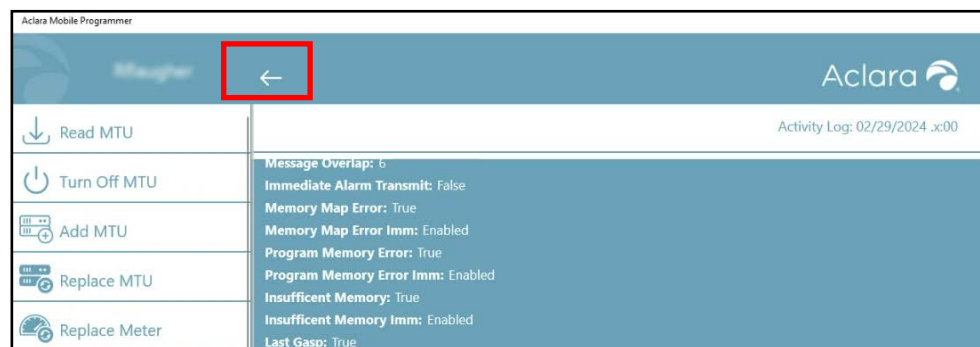 Aclara Mobile Programmer
Aclara
Read MTU
Turn Off MTU
Add MTU
Replace MTU
Replace Meter
Activity Log: 02/29/2024 .x:00
Message Overlap: 6
Immediate Alarm Transmit: False
Memory Map Error: True
Memory Map Error Imm: Enabled
Program Memory Error: True
Program Memory Error Imm: Enabled
Insufficent Memory: True
Insufficent Memory Imm: Enabled
Last Gasp: True